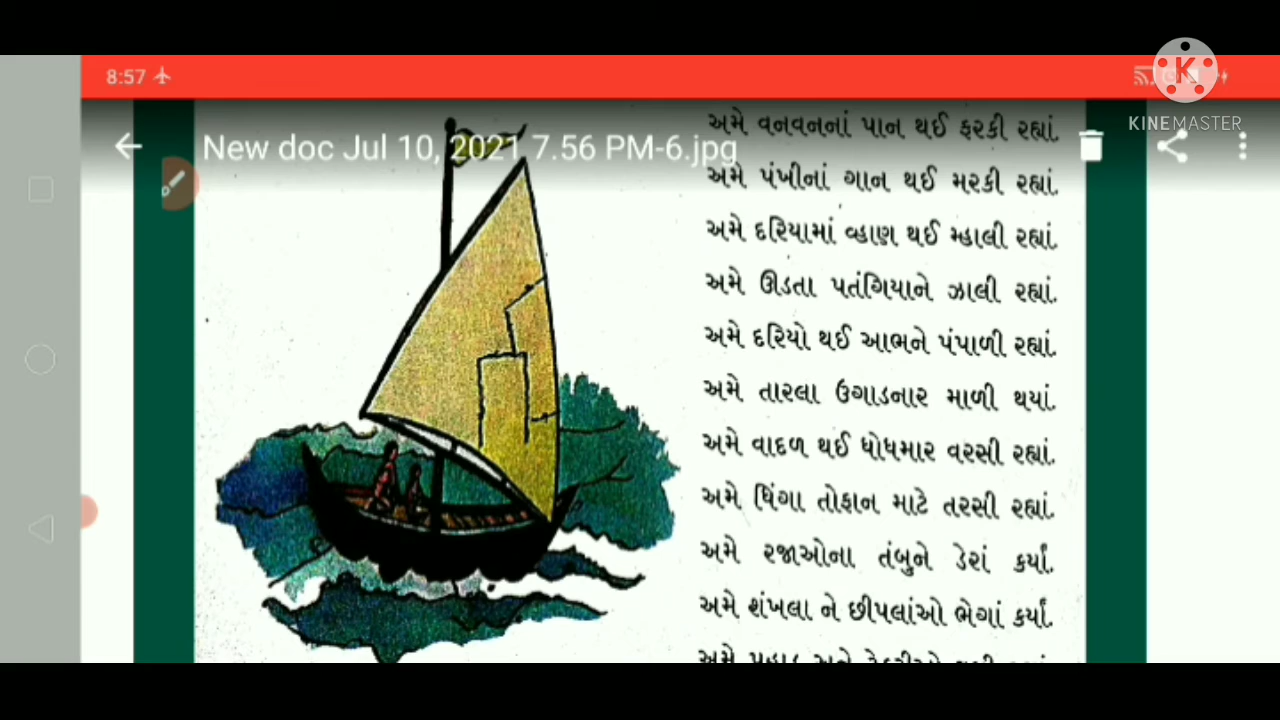 8:57
KINEMASTER
New doc Jul 10, 2021 7.56 PM-6.jpg
અમે વનવનનાં પાન થઈ ફરકી રહ્યાં.
અમે પંખીનાં ગાન થઈ મરકી રહ્યાં.
અમે દરિયામાં વ્હાણ થઈ મ્હાલી રહ્યાં.
અમે ઊડતા પતંગિયાને ઝાલી રહ્યાં.
અમે દરિયો થઈ આભને પંપાળી રહ્યાં.
અમે તારલા ઉગાડનાર માળી થયાં.
અમે વાદળ થઈ ધોધમાર વરસી રહ્યાં.
અમે ધિંગા તોફાન માટે તરસી રહ્યાં.
અમે રજાઓના તંબુને ડેરાં કર્યાં.
અમે શંખલા ને છીપલાંઓ ભેગાં કર્યાં.
અમે